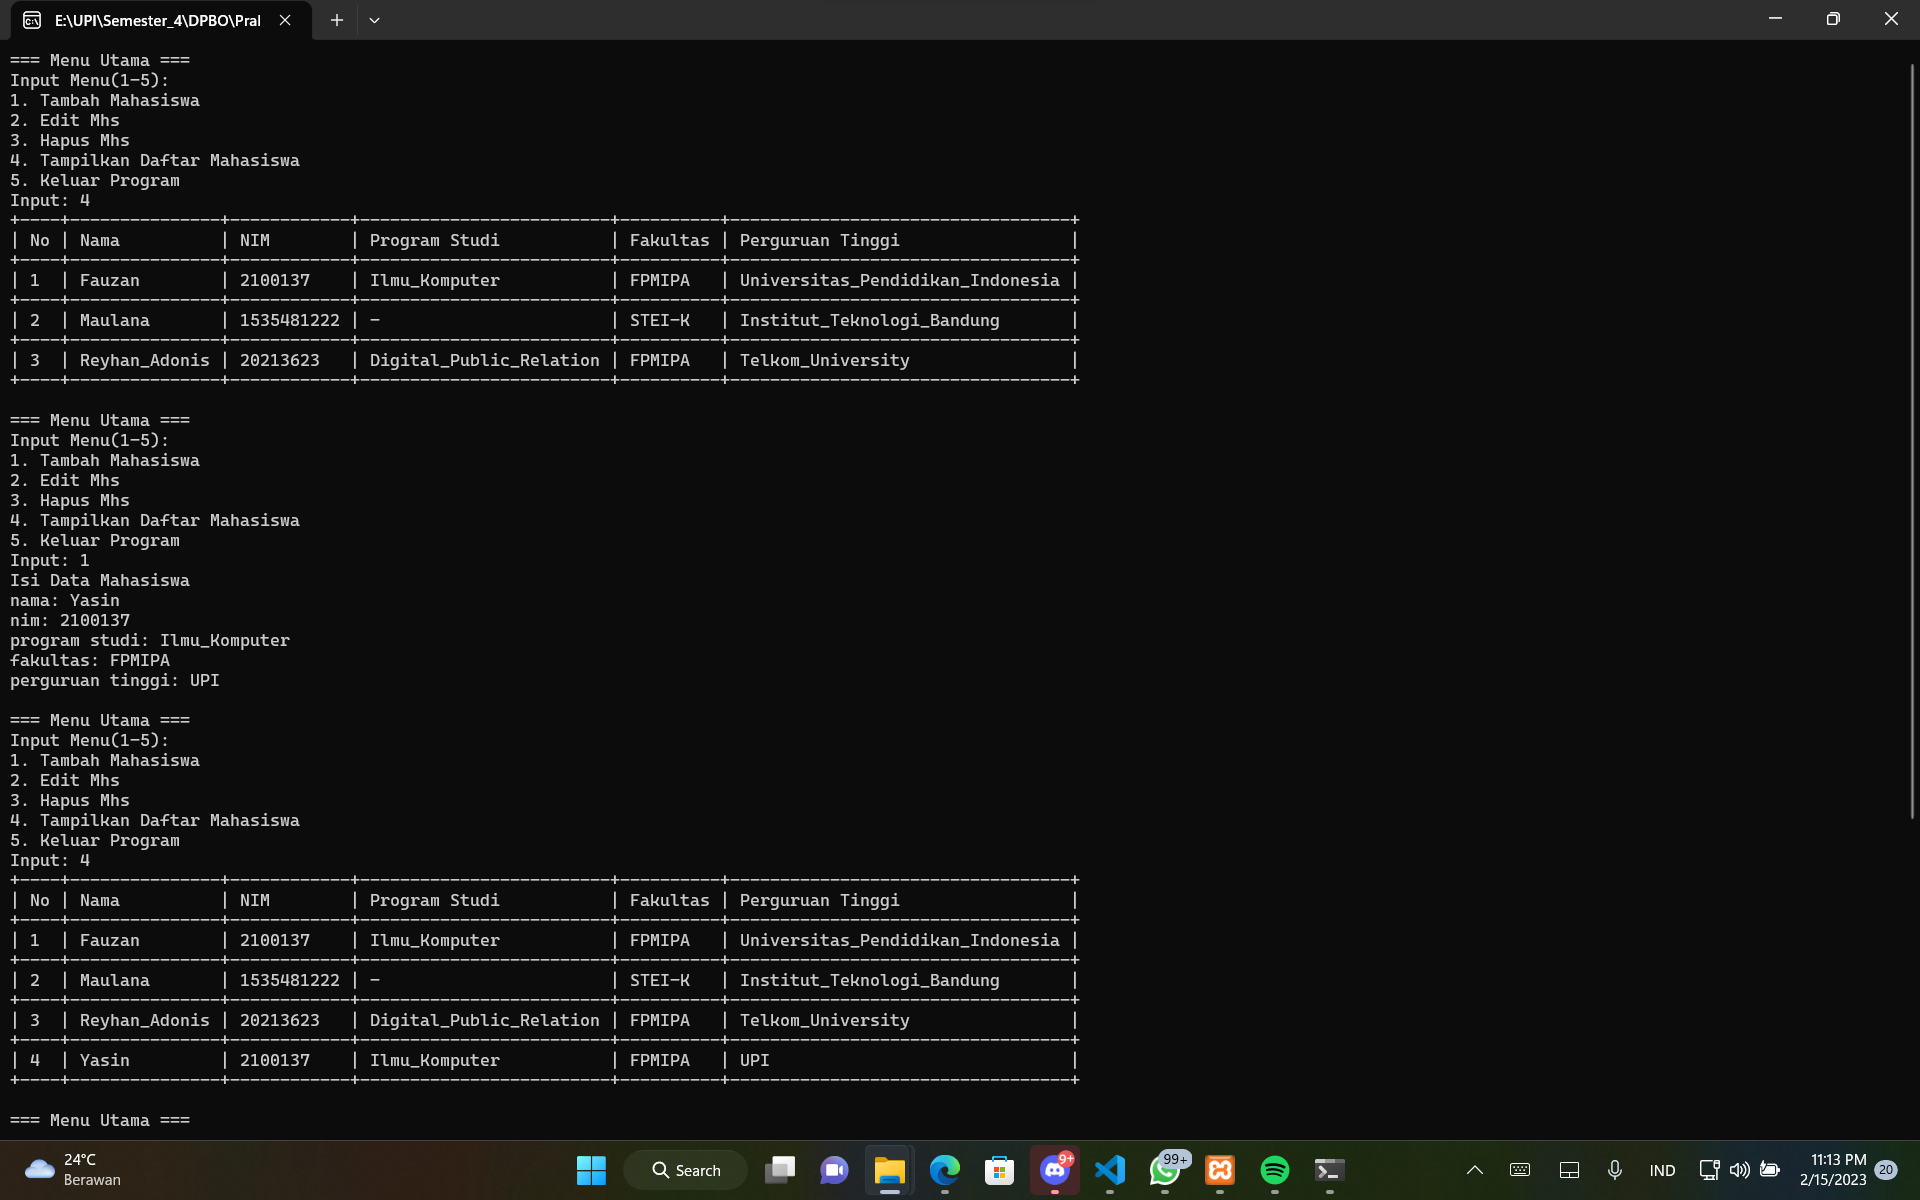 E:\UPI\Semester_4\DPBO\Pral
=== Menu Utama ===
Input Menu(1-5):
1. Tambah Mahasiswa
2. Edit Mhs
3. Hapus Mhs
4. Tampilkan Daftar Mahasiswa
5. Keluar Program
Input: 4
+----+---------------+------------+-------------------------+----------+----------------------------------+
| No | Nama          | NIM        | Program Studi           | Fakultas | Perguruan Tinggi                 |
+----+---------------+------------+-------------------------+----------+----------------------------------+
| 1  | Fauzan        | 2100137    | Ilmu_Komputer           | FPMIPA   | Universitas_Pendidikan_Indonesia |
+----+---------------+------------+-------------------------+----------+----------------------------------+
| 2  | Maulana       | 1535481222 | -                       | STEI-K   | Institut_Teknologi_Bandung       |
+----+---------------+------------+-------------------------+----------+----------------------------------+
| 3  | Reyhan_Adonis | 20213623   | Digital_Public_Relation | FPMIPA   | Telkom_University                |
+----+---------------+------------+-------------------------+----------+----------------------------------+
=== Menu Utama ===
Input Menu(1-5):
1. Tambah Mahasiswa
2. Edit Mhs
3. Hapus Mhs
4. Tampilkan Daftar Mahasiswa
5. Keluar Program
Input: 1
Isi Data Mahasiswa
nama: Yasin
nim: 2100137
program studi: Ilmu_Komputer
fakultas: FPMIPA
perguruan tinggi: UPI
=== Menu Utama ===
Input Menu(1-5):
1. Tambah Mahasiswa
2. Edit Mhs
3. Hapus Mhs
4. Tampilkan Daftar Mahasiswa
5. Keluar Program
Input: 4
+----+---------------+------------+-------------------------+----------+----------------------------------+
| No | Nama          | NIM        | Program Studi           | Fakultas | Perguruan Tinggi                 |
+----+---------------+------------+-------------------------+----------+----------------------------------+
| 1  | Fauzan        | 2100137    | Ilmu_Komputer           | FPMIPA   | Universitas_Pendidikan_Indonesia |
+----+---------------+------------+-------------------------+----------+----------------------------------+
| 2  | Maulana       | 1535481222 | -                       | STEI-K   | Institut_Teknologi_Bandung       |
+----+---------------+------------+-------------------------+----------+----------------------------------+
| 3  | Reyhan_Adonis | 20213623   | Digital_Public_Relation | FPMIPA   | Telkom_University                |
+----+---------------+------------+-------------------------+----------+----------------------------------+
| 4  | Yasin         | 2100137    | Ilmu_Komputer           | FPMIPA   | UPI                              |
+----+---------------+------------+-------------------------+----------+----------------------------------+
=== Menu Utama ===
24°C
Berawan
Search
9+
99+
IND
11:13 PM
2/15/2023
20